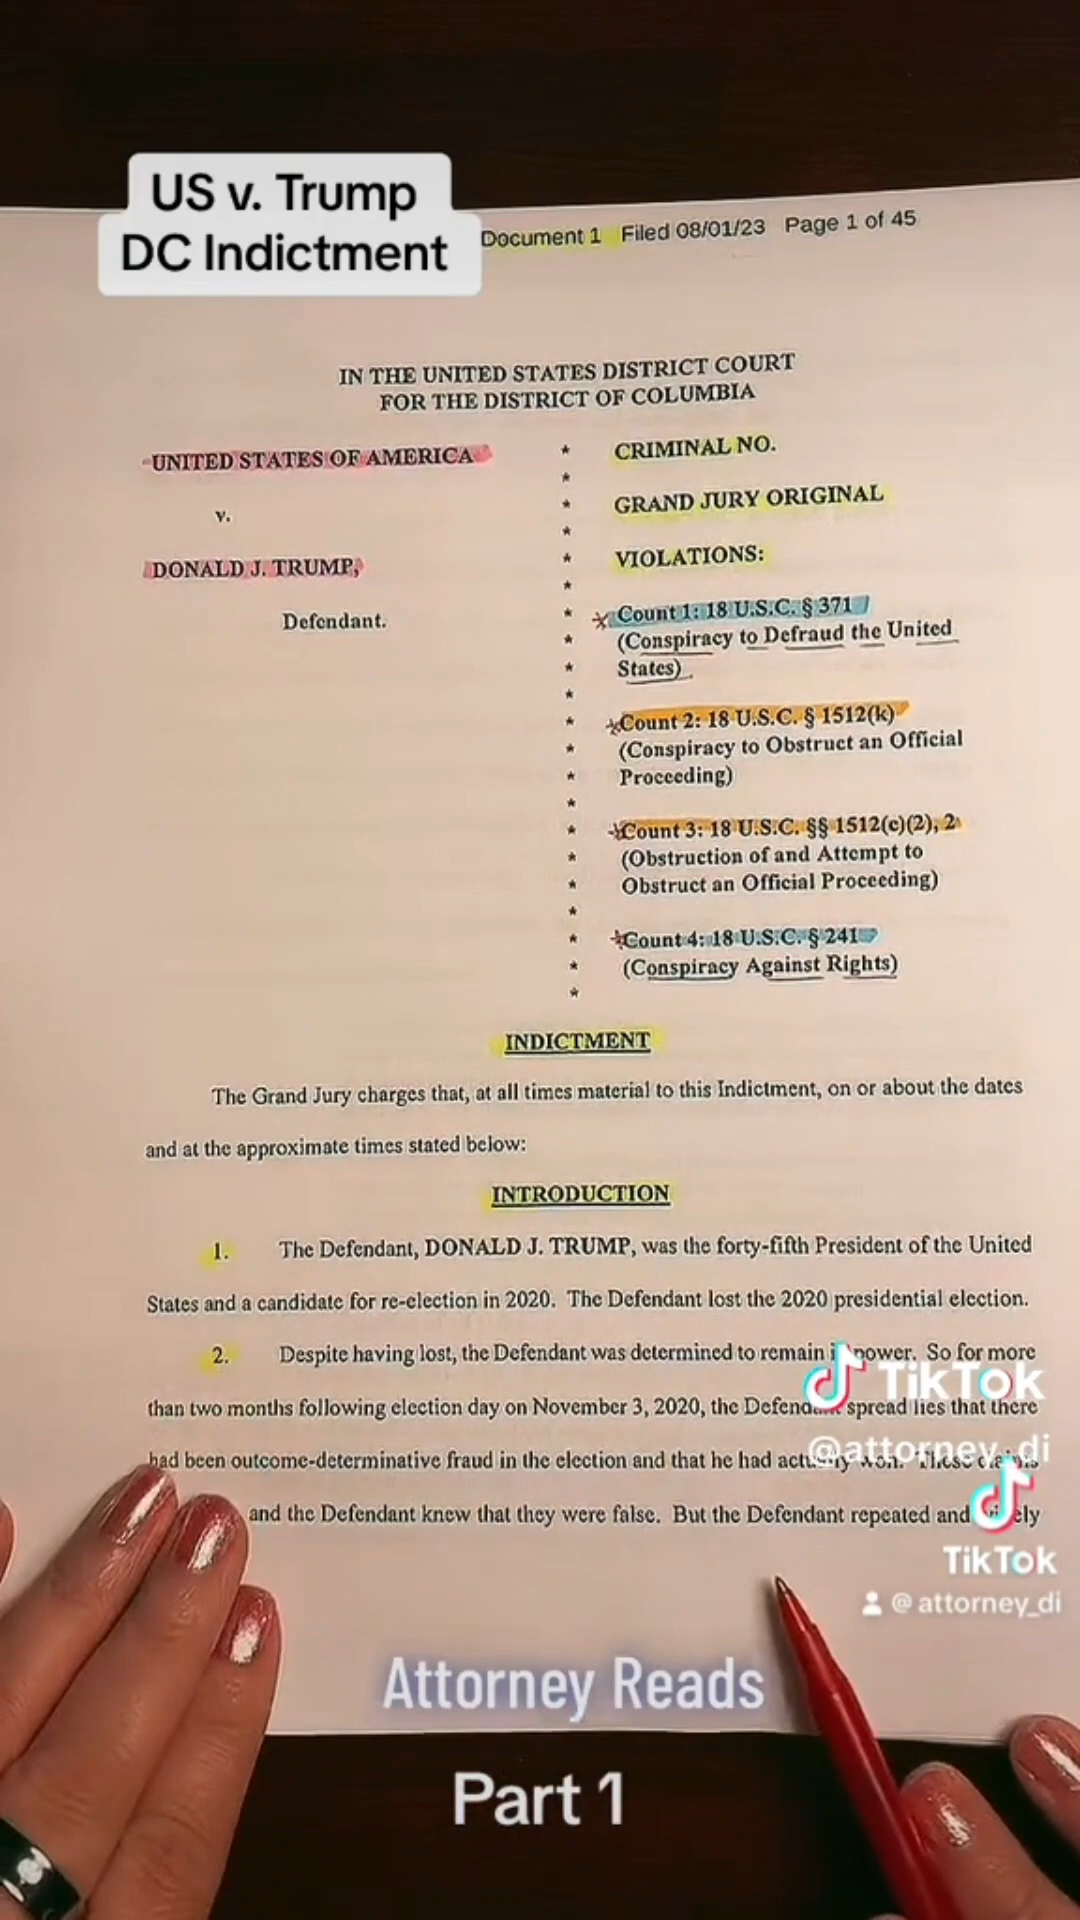 US v. Trump
DC Indictment
Document 1 Filed 08/01/23 Page 1 of 45
IN THE UNITED STATES DISTRICT COURT
FOR THE DISTRICT OF COLUMBIA
UNITED STATES OF AMERICA
v.
DONALD J. TRUMP,
Defendant.
CRIMINAL NO.
GRAND JURY ORIGINAL
VIOLATIONS:
Count 1: 18 U.S.C. § 371
(Conspiracy to Defraud the United
States)
Count 2: 18 U.S.C. § 1512(k)
(Conspiracy to Obstruct an Official
Proceeding)
Count 3: 18 U.S.C. §§ 1512(c)(2), 2
(Obstruction of and Attempt to
Obstruct an Official Proceeding)
Count 4: 18 U.S.C. § 241
(Conspiracy Against Rights)
INDICTMENT
The Grand Jury charges that, at all times material to this Indictment, on or about the dates
and at the approximate times stated below:
INTRODUCTION
1. The Defendant, DONALD J. TRUMP, was the forty-fifth President of the United
States and a candidate for re-election in 2020. The Defendant lost the 2020 presidential election.
2. Despite having lost, the Defendant was determined to remain in power. So for more
than two months following election day on November 3, 2020, the Defendant spread lies that there
had been outcome-determinative fraud in the election and that he had actually won. These claims
and the Defendant knew that they were false. But the Defendant repeated and
TikTok
@attorney_di
TikTok
@attorney_di
Attorney Reads
Part 1